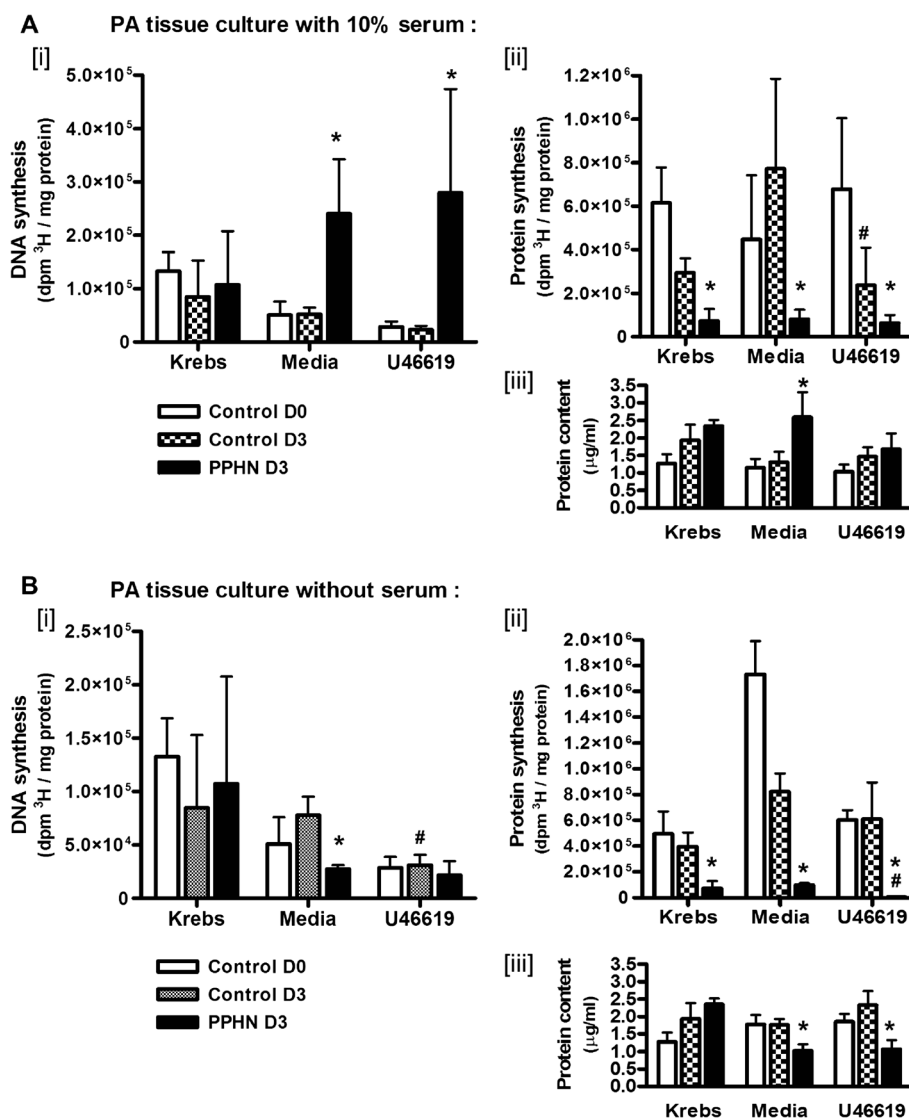 A PA tissue culture with 10% serum :
[i]
DNA synthesis
(dpm ³H / mg protein)
5.0×10⁵
4.0×10⁵
3.0×10⁵
2.0×10⁵
1.0×10⁵
0
*
*
Krebs Media U46619
Control D0
Control D3
PPHN D3
[ii]
Protein synthesis
(dpm ³H / mg protein)
1.2×10⁶
1.0×10⁶
8.0×10⁵
6.0×10⁵
4.0×10⁵
2.0×10⁵
0
*
*
#
*
Krebs Media U46619
[iii]
Protein content
(µg/ml)
3.5
3.0
2.5
2.0
1.5
1.0
0.5
0.0
*
Krebs Media U46619
B PA tissue culture without serum :
[i]
DNA synthesis
(dpm ³H / mg protein)
2.5×10⁵
2.0×10⁵
1.5×10⁵
1.0×10⁵
5.0×10⁴
0
*
#
Krebs Media U46619
Control D0
Control D3
PPHN D3
[ii]
Protein synthesis
(dpm ³H / mg protein)
2.0×10⁶
1.8×10⁶
1.6×10⁶
1.4×10⁶
1.2×10⁶
1.0×10⁶
8.0×10⁵
6.0×10⁵
4.0×10⁵
2.0×10⁵
0
*
*
*
#
Krebs Media U46619
[iii]
Protein content
(µg/ml)
3.5
3.0
2.5
2.0
1.5
1.0
0.5
0.0
*
*
Krebs Media U46619